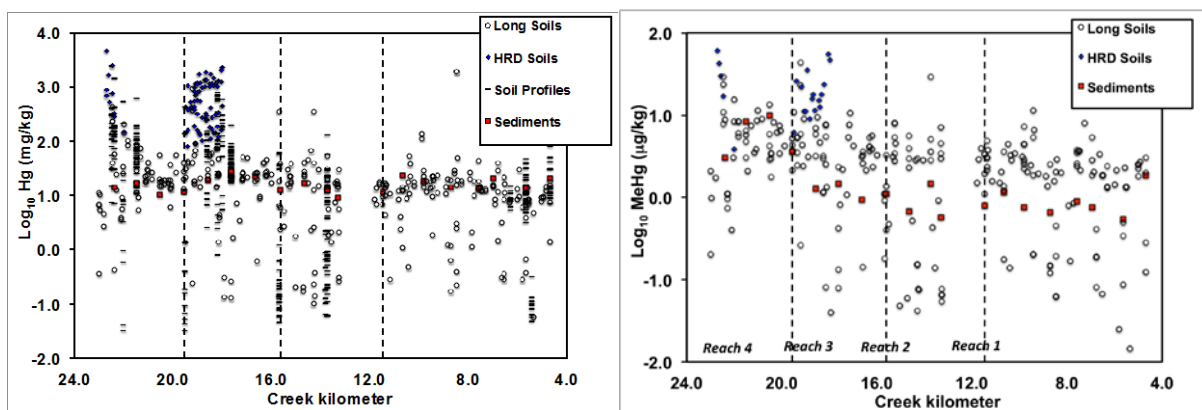 4.0
3.0
2.0
1.0
0.0
-1.0
-2.0
Log₁₀ Hg (mg/kg)
24.0 20.0 16.0 12.0 8.0 4.0
Creek kilometer
Long Soils
HRD Soils
Soil Profiles
Sediments
2.0
1.0
0.0
-1.0
-2.0
Log₁₀ MeHg (µg/kg)
Long Soils
HRD Soils
Sediments
Reach 4 Reach 3 Reach 2 Reach 1
24.0 20.0 16.0 12.0 8.0 4.0
Creek kilometer